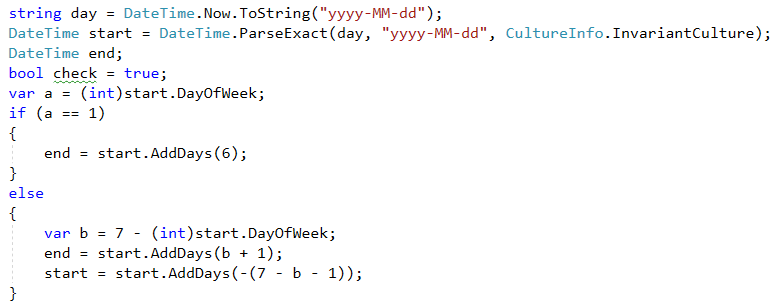 string day = DateTime.Now.ToString("yyyy-MM-dd");
DateTime start = DateTime.ParseExact(day, "yyyy-MM-dd", CultureInfo.InvariantCulture);
DateTime end;
bool check = true;
var a = (int)start.DayOfWeek;
if (a == 1)
{
    end = start.AddDays(6);
}
else
{
    var b = 7 - (int)start.DayOfWeek;
    end = start.AddDays(b + 1);
    start = start.AddDays(-(7 - b - 1));
}